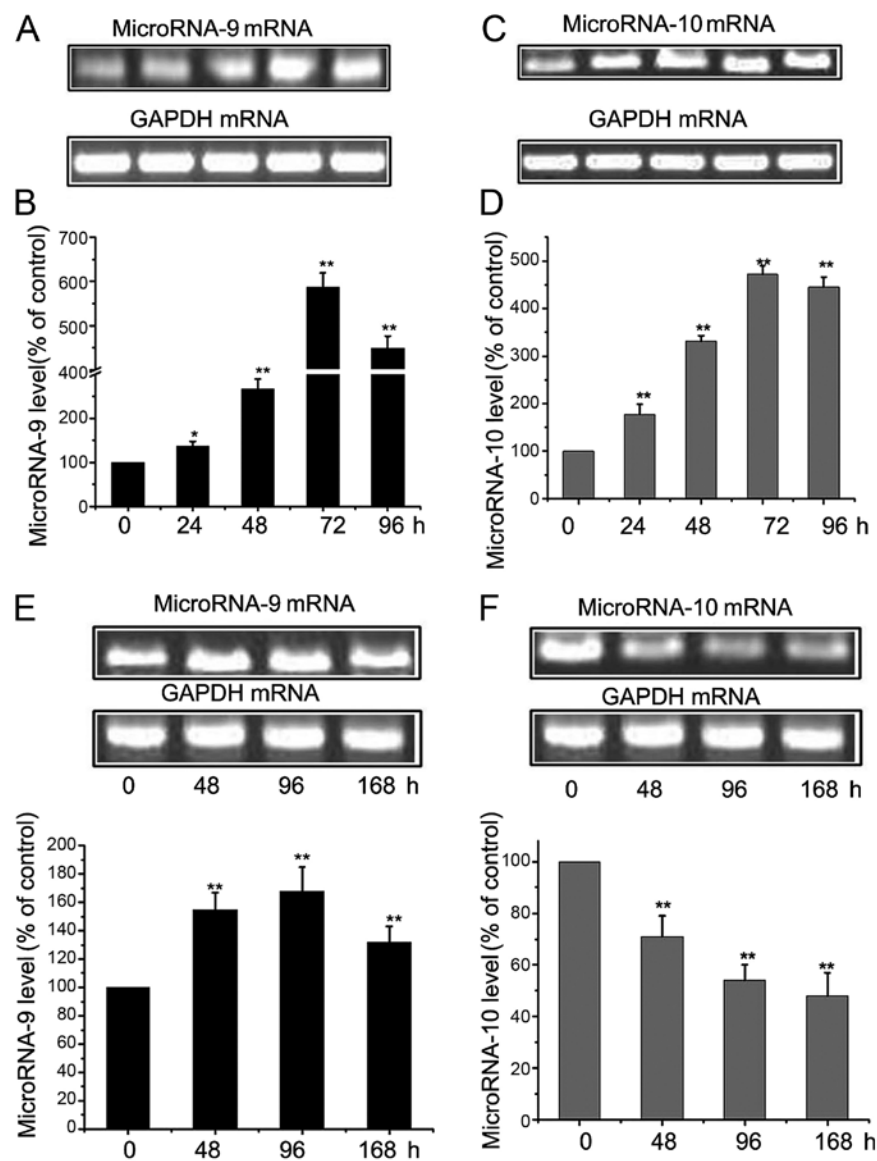 A
MicroRNA-9 mRNA
GAPDH mRNA
B
MicroRNA-9 level(% of control)
700
600
500
450
400
400
300
200
100
0
**
**
**
*
0 24 48 72 96 h
C
MicroRNA-10 mRNA
GAPDH mRNA
D
MicroRNA-10 level (% of control)
500
400
300
200
100
0
**
**
**
**
0 24 48 72 96 h
E
MicroRNA-9 mRNA
GAPDH mRNA
0 48 96 168 h
MicroRNA-9 level (% of control)
200
180
160
140
120
100
80
60
40
20
0
**
**
**
0 48 96 168 h
F
MicroRNA-10 mRNA
GAPDH mRNA
0 48 96 168 h
MicroRNA-10 level (% of control)
100
80
60
40
20
0
**
**
**
0 48 96 168 h